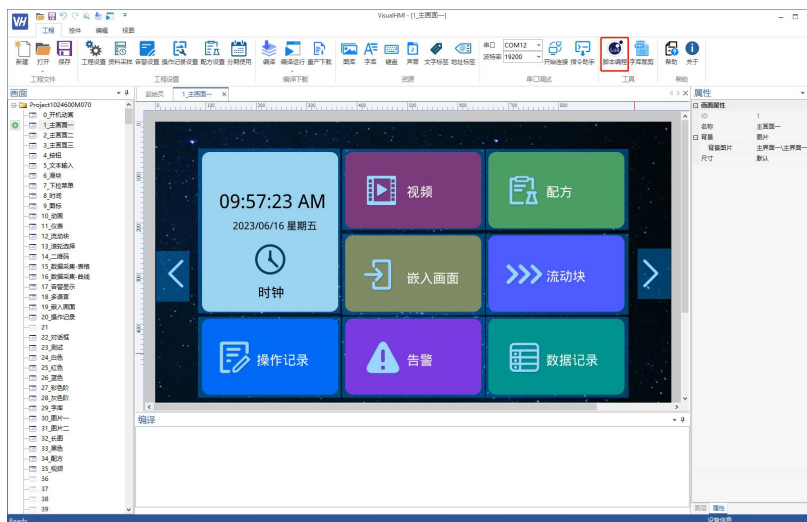 VisualHMI - [1_主画面一]
VH
工程 控件 编辑 视图
新建 打开 保存 工程设置 资料采样 告警设置 操作记录设置 配方设置 分期使用 编译 编译运行 量产下载 图库 字库 键盘 声音 文字标签 地址标签 串口 COM12 波特率 19200 开始连接 指令助手 脚本编程 字库裁剪 帮助 关于
工程文件 工程设置 编译下载 资源 串口调试 工具 帮助
画面
起始页 1_主画面一
属性
Project1024600M070
0_开机动画
1_主画面一
2_主画面二
3_主画面三
4_按钮
5_文本输入
6_滑块
7_下拉菜单
8_时间
9_图标
10_动画
11_仪表
12_流动块
13_滚轮选择
14_二维码
15_数据采集-表格
16_数据采集-曲线
17_告警显示
18_多语言
19_嵌入画面
20_操作记录
21
22_对话框
23_测试
24_白色
25_红色
26_蓝色
27_彩色阶
28_灰色阶
29_字库
30_图片一
31_图片二
32_长图
33_黑色
34_配方
35_视频
36
37
38
39
09:57:23 AM
2023/06/16 星期五
时钟
视频
配方
嵌入画面
流动块
操作记录
告警
数据记录
画面属性
ID 1
名称 主画面一
背景 图片
背景图片 主界面一\主界面一
尺寸 默认
编译
画层 属性
Ready
设备信息